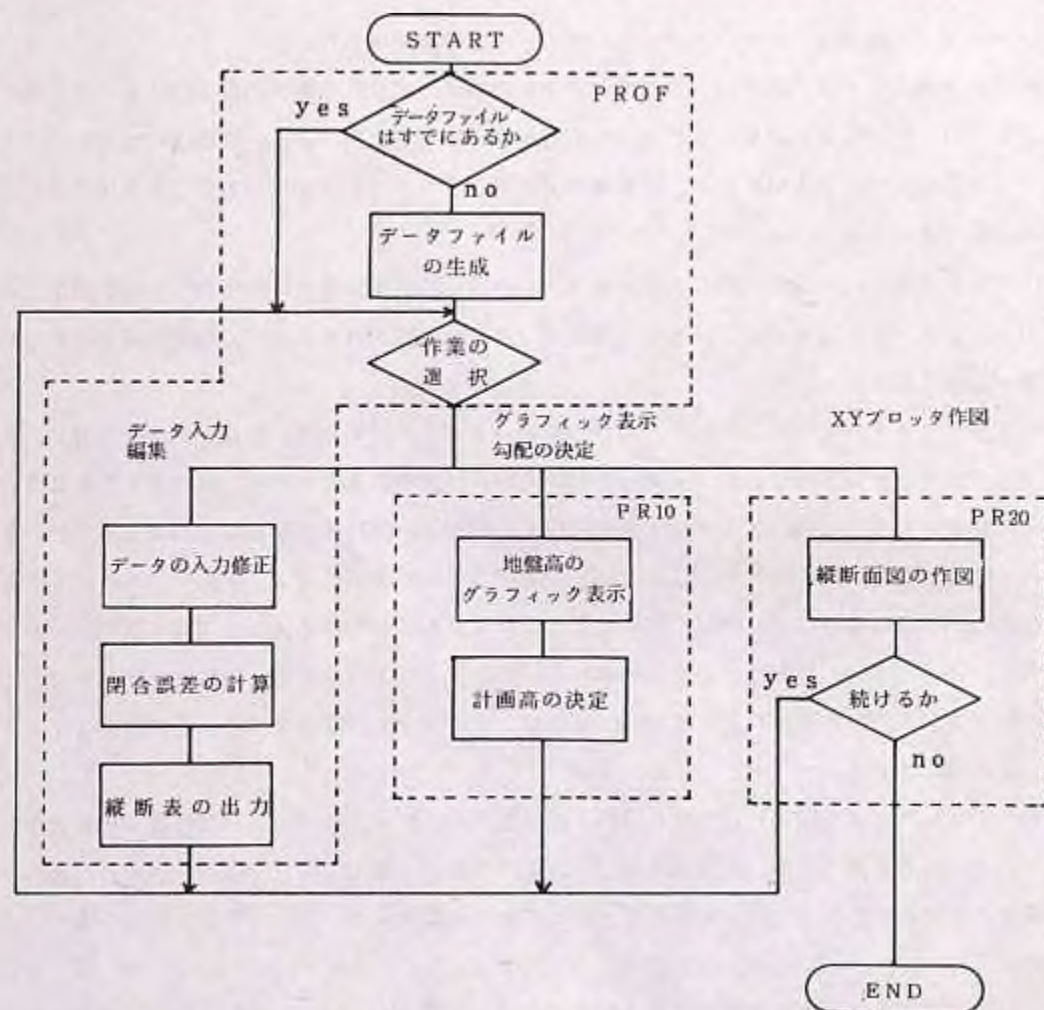 START
PROF
yes
データファイル
はすでにあるか
no
データファイル
の生成
作業の
選択
データ入力
編集
グラフィック表示
勾配の決定
XYプロッタ作図
PR10
PR20
データの入力修正
地盤高の
グラフィック表示
縦断面図の作図
閉合誤差の計算
計画高の決定
yes
続けるか
no
縦断表の出力
END